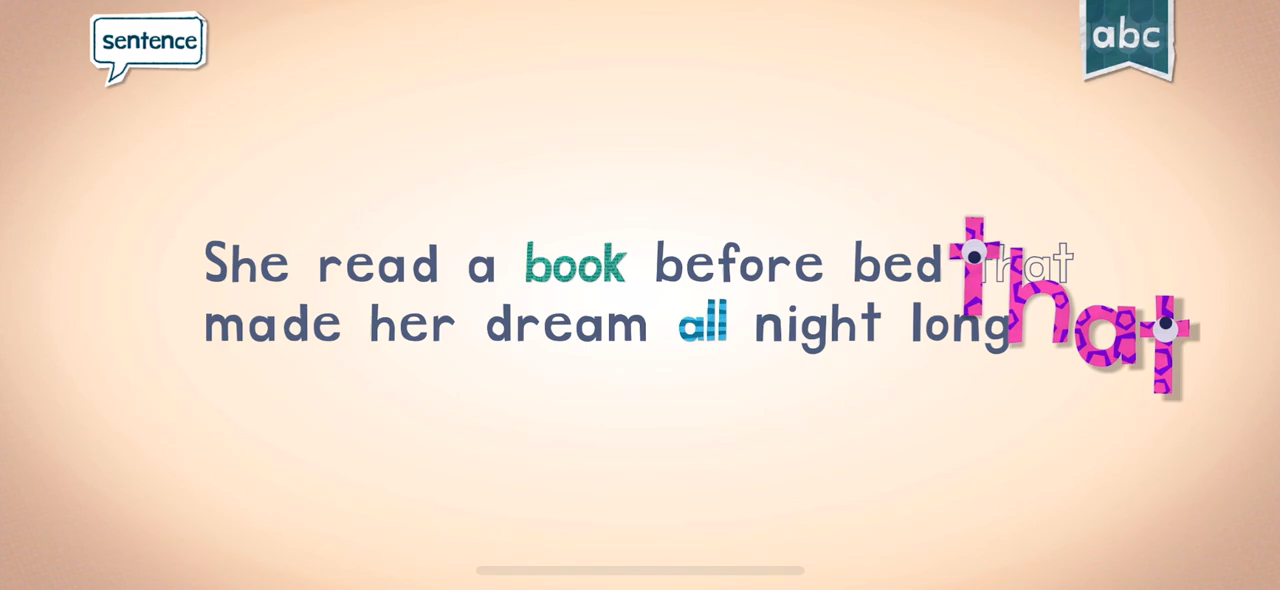 sentence
abc
She read a book before bed that
made her dream all night long
that